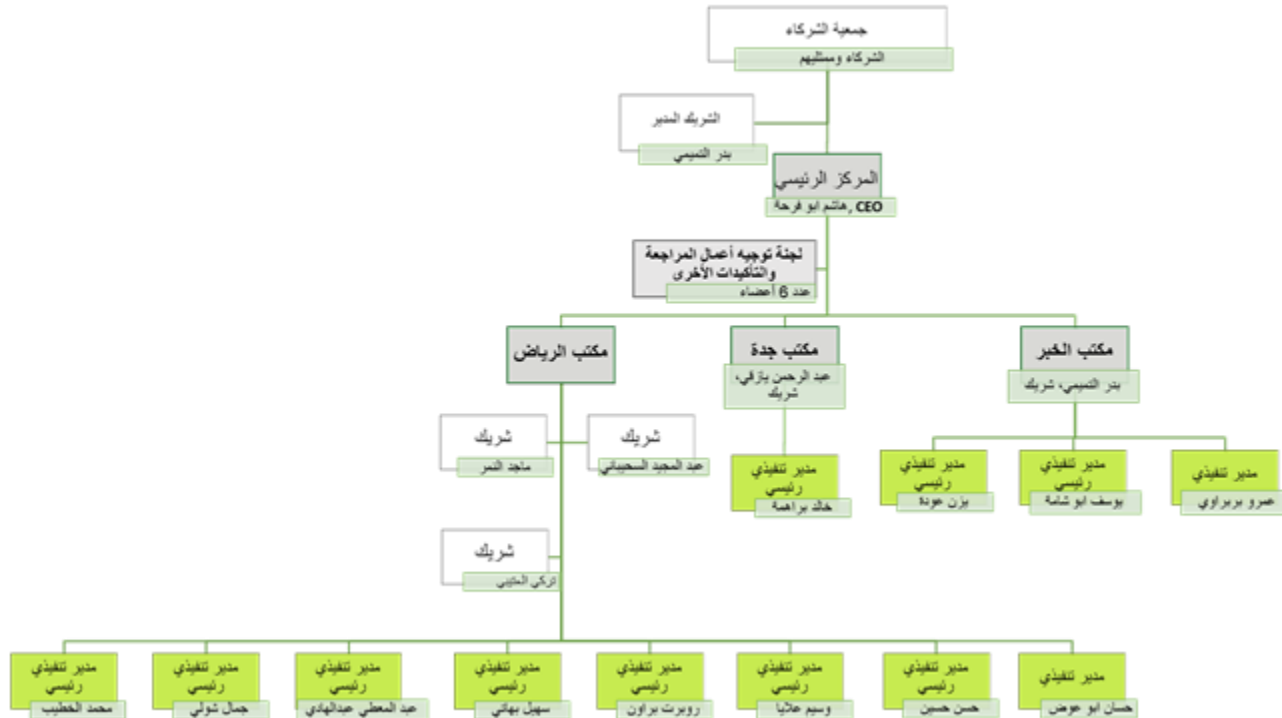 جمعية الشركاء
الشركاء وممثليهم
الشريك المدير
بدر التميمي
المركز الرئيسي
CEO ,هاشم ابو فرحة
لجنة توجيه أعمال المراجعة
والتأكيدات الأخرى
عدد 6 أعضاء
مكتب الخبر
بدر التميمي، شريك
مكتب جدة
عبد الرحمن يازقي،
شريك
مكتب الرياض
شريك
عبد المجيد السحيباني
شريك
ماجد النمر
مدير تنفيذي
عمرو بربراوي
مدير تنفيذي
رئيسي
يوسف ابو شامة
مدير تنفيذي
رئيسي
يزن عودة
مدير تنفيذي
رئيسي
خالد براهمة
شريك
تركي العتيبي
مدير تنفيذي
حسان ابو عوض
مدير تنفيذي
رئيسي
حسن حسين
مدير تنفيذي
رئيسي
وسيم علايا
مدير تنفيذي
رئيسي
روبرت براون
مدير تنفيذي
رئيسي
سهيل بهاني
مدير تنفيذي
رئيسي
عبد المعطي عبدالهادي
مدير تنفيذي
رئيسي
جمال شولي
مدير تنفيذي
رئيسي
محمد الخطيب